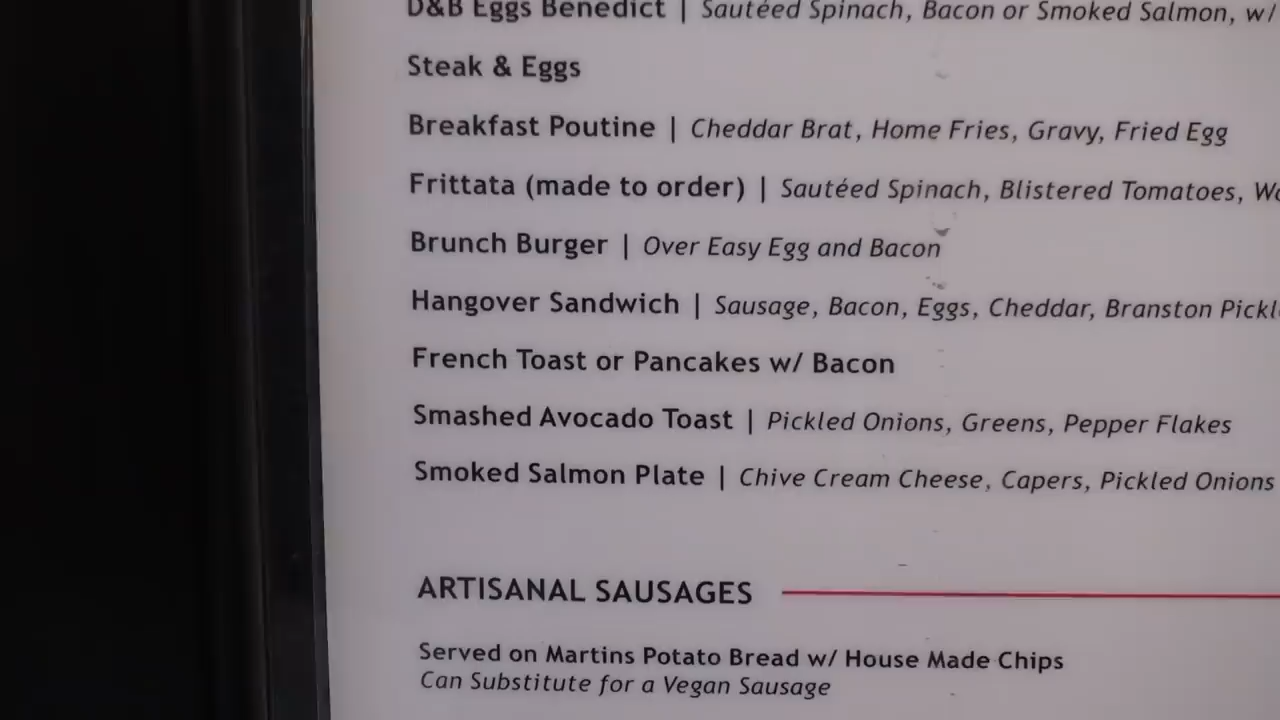 D&B Eggs Benedict | Sautéed Spinach, Bacon or Smoked Salmon, w/
Steak & Eggs
Breakfast Poutine | Cheddar Brat, Home Fries, Gravy, Fried Egg
Frittata (made to order) | Sautéed Spinach, Blistered Tomatoes,
Brunch Burger | Over Easy Egg and Bacon
Hangover Sandwich | Sausage, Bacon, Eggs, Cheddar, Branston
French Toast or Pancakes w/ Bacon
Smashed Avocado Toast | Pickled Onions, Greens, Pepper Flakes
Smoked Salmon Plate | Chive Cream Cheese, Capers, Pickled Onions
ARTISANAL SAUSAGES
Served on Martins Potato Bread w/ House Made Chips
Can Substitute for a Vegan Sausage